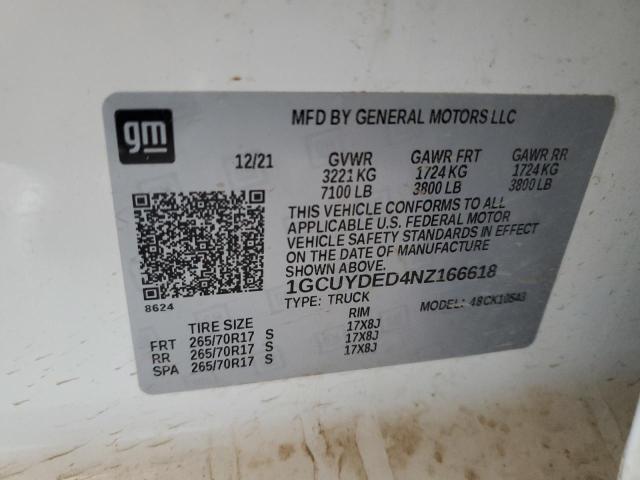 gm
MFD BY GENERAL MOTORS LLC
12/21 GVWR GAWR FRT GAWR RR
3221 KG 1724 KG 1724 KG
7100 LB 3800 LB 3800 LB
THIS VEHICLE CONFORMS TO ALL
APPLICABLE U.S. FEDERAL MOTOR
VEHICLE SAFETY STANDARDS IN EFFECT
ON THE DATE OF MANUFACTURE
SHOWN ABOVE.
1GCUYDED4NZ166618
8624
TYPE: TRUCK MODEL: 48CK10543
TIRE SIZE RIM
FRT 265/70R17 S 17X8J
RR 265/70R17 S 17X8J
SPA 265/70R17 S 17X8J